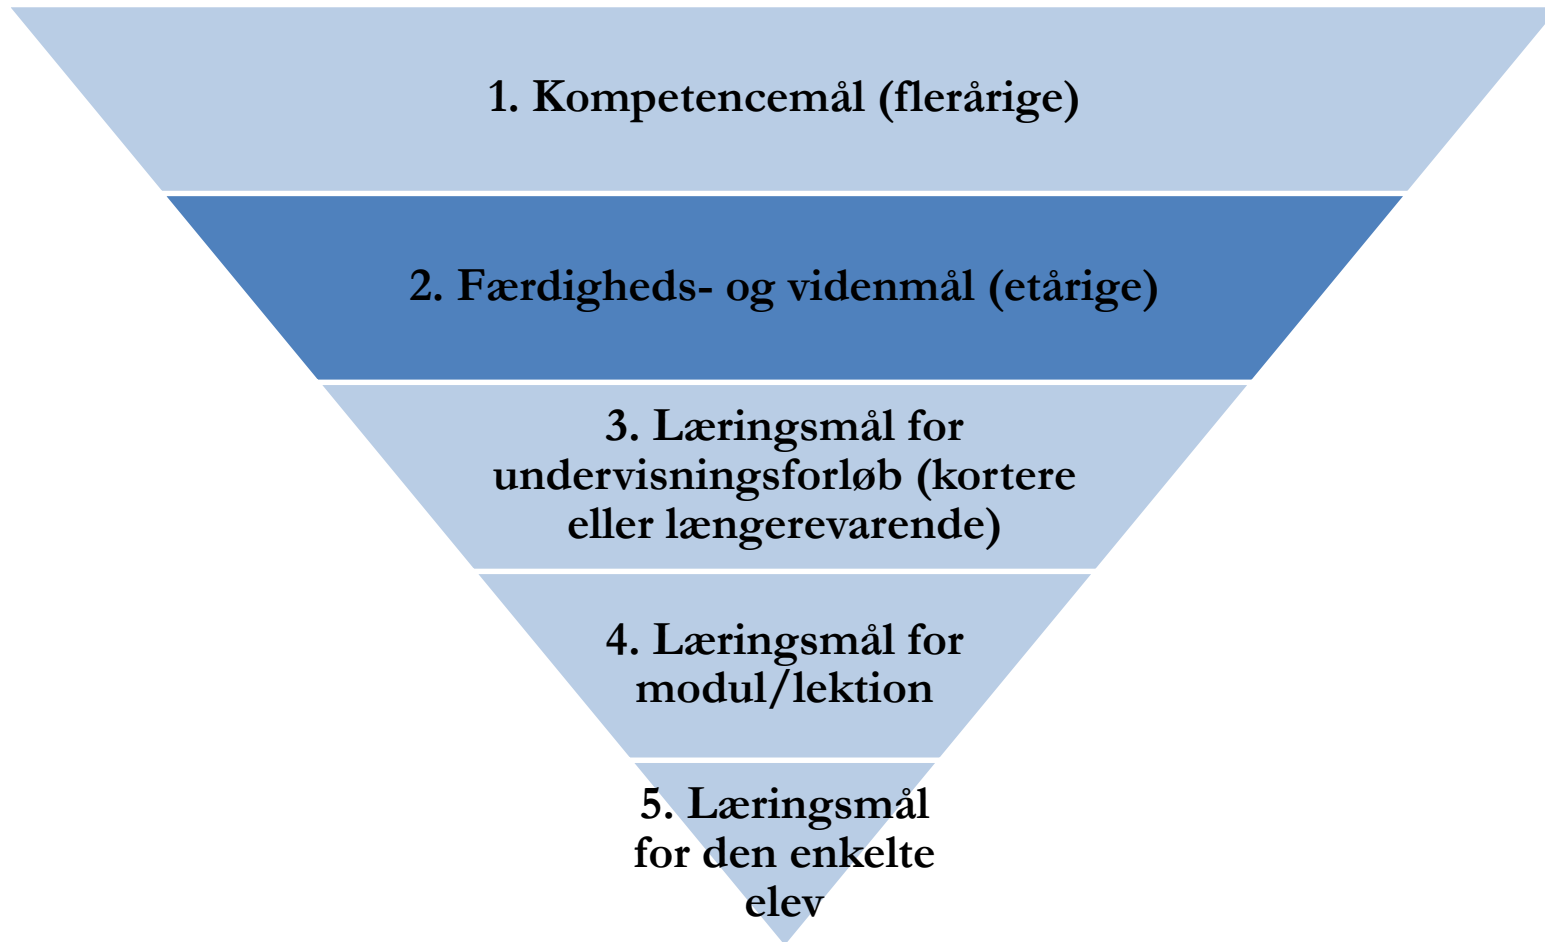 1. Kompetencemål (flerårige)
2. Færdigheds- og videnmål (etårige)
3. Læringsmål for
undervisningsforløb (kortere
eller længerevarende)
4. Læringsmål for
modul/lektion
5. Læringsmål
for den enkelte
elev